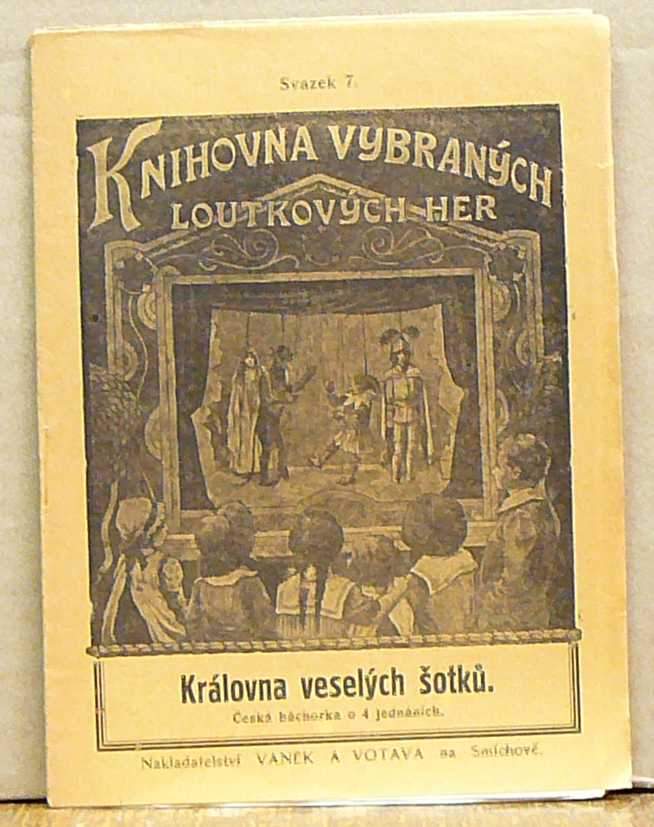 Svazek 7.
KNIHOVNA VYBRANÝCH
LOUTKOVÝCH HER
Královna veselých šotků.
Česká báchorka o 4 jednáních.
Nakladatelství VANĚK A VOTAVA na Smíchově.